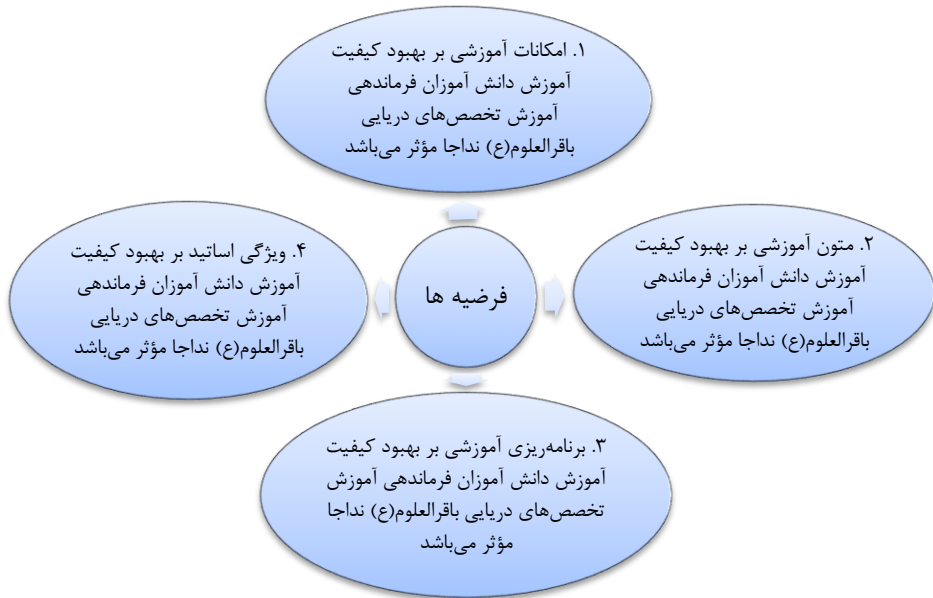 ۱. امکانات آموزشی بر بهبود کیفیت
آموزش دانش آموزان فرماندهی
آموزش تخصص‌های دریایی
باقرالعلوم(ع) نداجا مؤثر می‌باشد
فرضیه ها
۲. متون آموزشی بر بهبود کیفیت
آموزش دانش آموزان فرماندهی
آموزش تخصص‌های دریایی
باقرالعلوم(ع) نداجا مؤثر می‌باشد
۳. برنامه‌ریزی آموزشی بر بهبود کیفیت
آموزش دانش آموزان فرماندهی آموزش
تخصص‌های دریایی باقرالعلوم(ع) نداجا
مؤثر می‌باشد
۴. ویژگی اساتید بر بهبود کیفیت
آموزش دانش آموزان فرماندهی
آموزش تخصص‌های دریایی
باقرالعلوم(ع) نداجا مؤثر می‌باشد